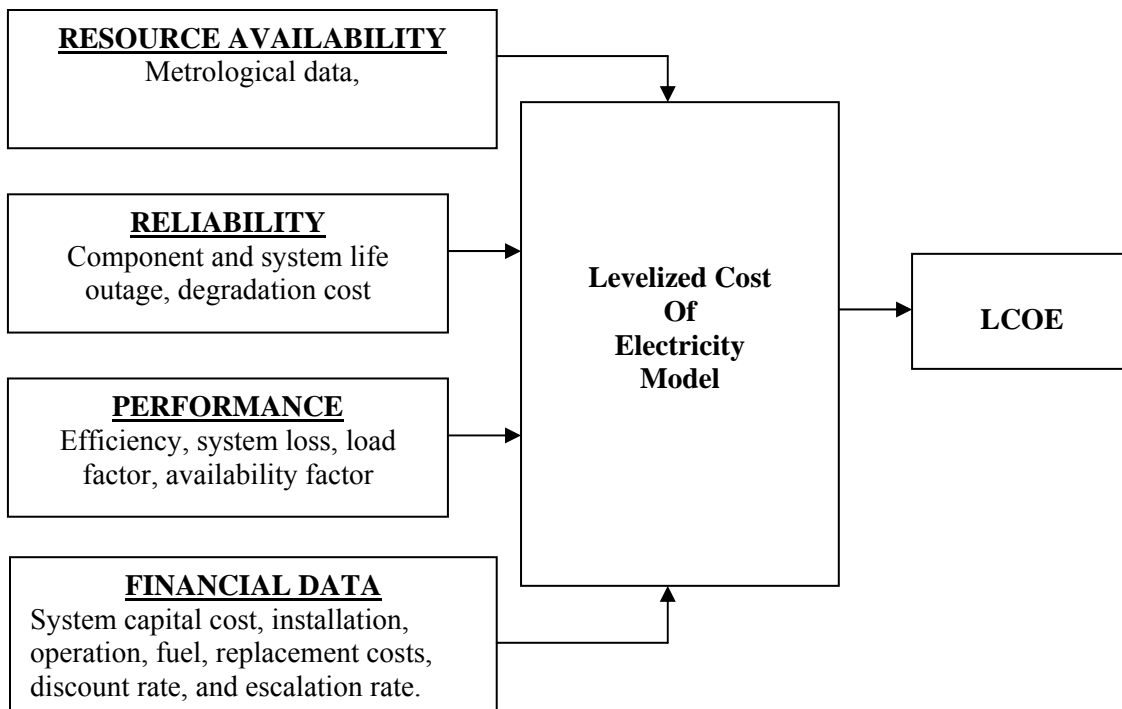 RESOURCE AVAILABILITY
Metrological data,
RELIABILITY
Component and system life
outage, degradation cost
PERFORMANCE
Efficiency, system loss, load
factor, availability factor
FINANCIAL DATA
System capital cost, installation,
operation, fuel, replacement costs,
discount rate, and escalation rate.
Levelized Cost
Of
Electricity
Model
LCOE